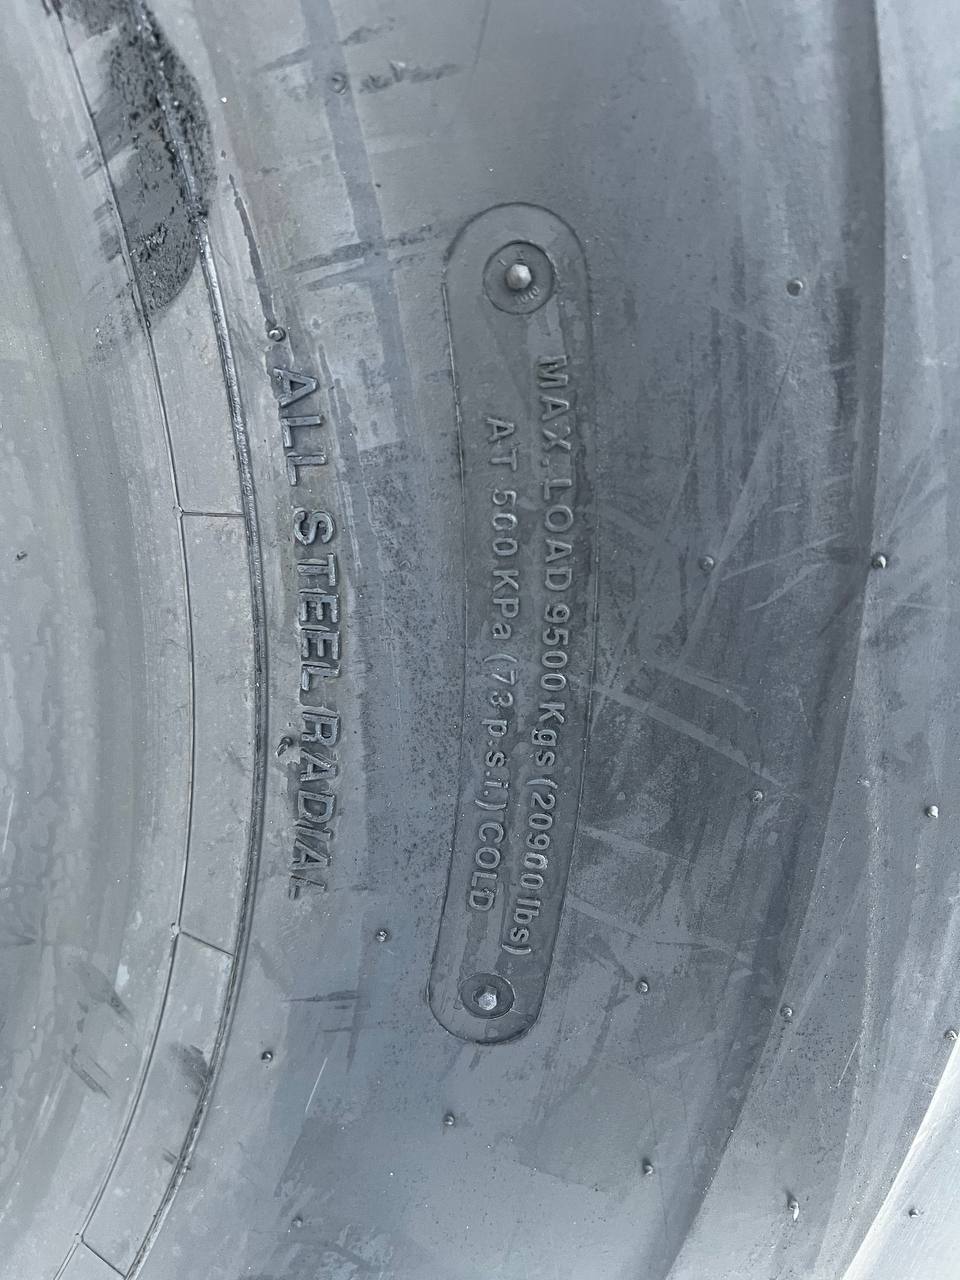 MAX. LOAD 9500 Kgs (20900 lbs)
AT 500 KPa (73 p.s.i.) COLD
ALL STEEL RADIAL